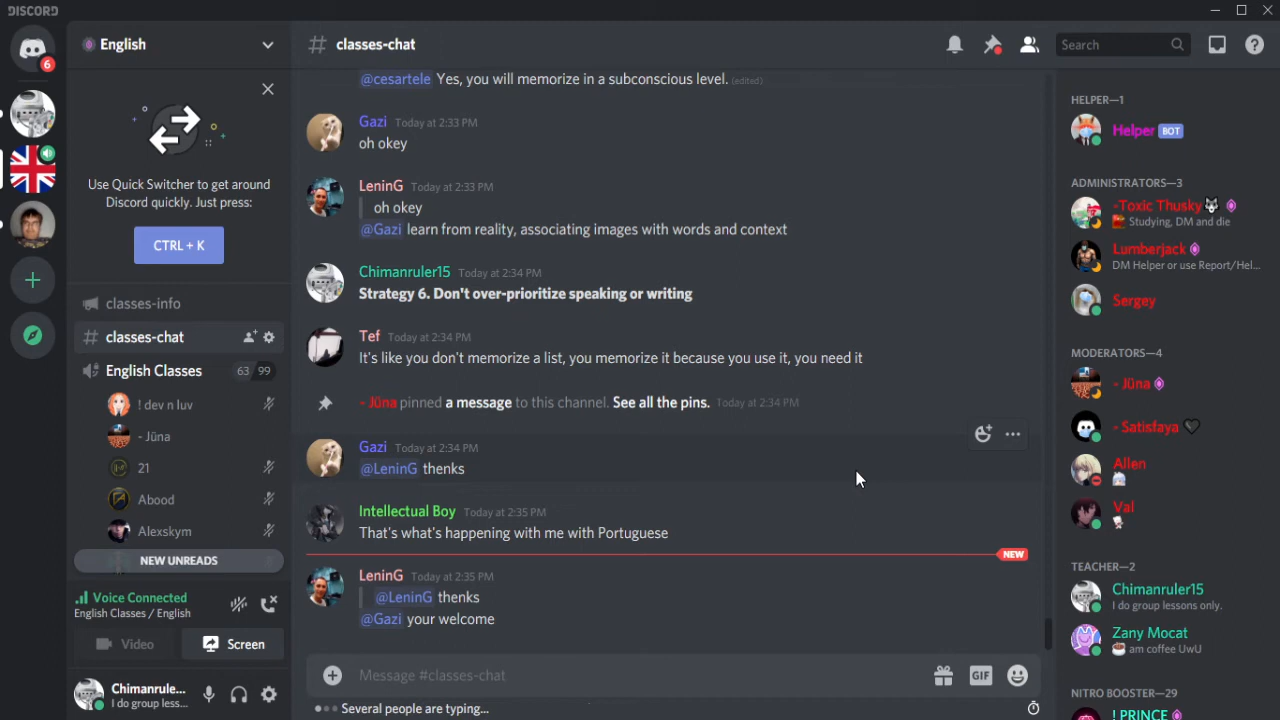 DISCORD
6
English
Use Quick Switcher to get around
Discord quickly. Just press:
CTRL + K
classes-info
classes-chat
English Classes
63 99
! dev n luv
- Jüna
21
Abood
Alexskym
NEW UNREADS
Voice Connected
English Classes / English
Video
Screen
Chimanrule...
I do group less...
# classes-chat
Search
@cesartele Yes, you will memorize in a subconscious level. (edited)
Gazi Today at 2:33 PM
oh okey
LeninG Today at 2:33 PM
oh okey
@Gazi learn from reality, associating images with words and context
Chimanruler15 Today at 2:34 PM
Strategy 6. Don't over-prioritize speaking or writing
Tef Today at 2:34 PM
It's like you don't memorize a list, you memorize it because you use it, you need it
- Jüna pinned a message to this channel. See all the pins. Today at 2:34 PM
Gazi Today at 2:34 PM
@LeninG thenks
Intellectual Boy Today at 2:35 PM
That's what's happening with me with Portuguese
NEW
LeninG Today at 2:35 PM
@LeninG thenks
@Gazi your welcome
Message #classes-chat
GIF
Several people are typing...
HELPER—1
Helper BOT
ADMINISTRATORS—3
-Toxic Thusky
Studying, DM and die
Lumberjack
DM Helper or use Report/Hel...
Sergey
MODERATORS—4
- Jüna
- Satisfaya
Allen
Val
TEACHER—2
Chimanruler15
I do group lessons only.
Zany Mocat
am coffee UwU
NITRO BOOSTER—29
! PRINCE